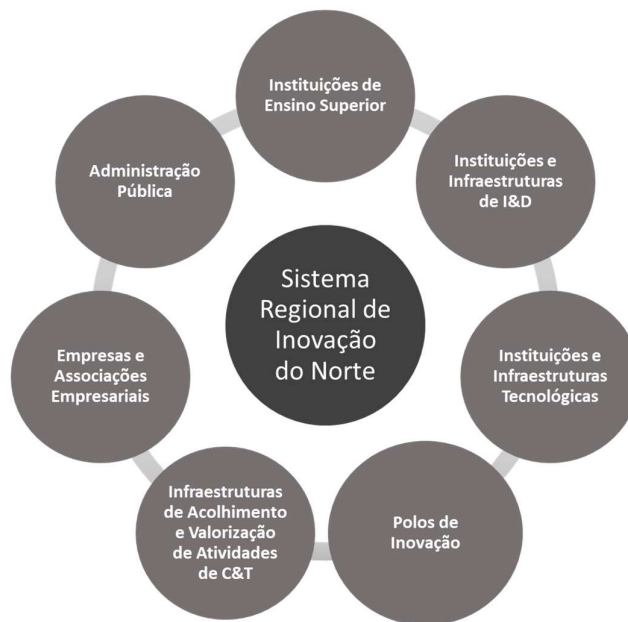 Instituições de
Ensino Superior
Instituições e
Infraestruturas
de I&D
Instituições e
Infraestruturas
Tecnológicas
Polos de
Inovação
Infraestruturas
de Acolhimento
e Valorização
de Atividades
de C&T
Empresas e
Associações
Empresariais
Administração
Pública
Sistema
Regional de
Inovação
do Norte